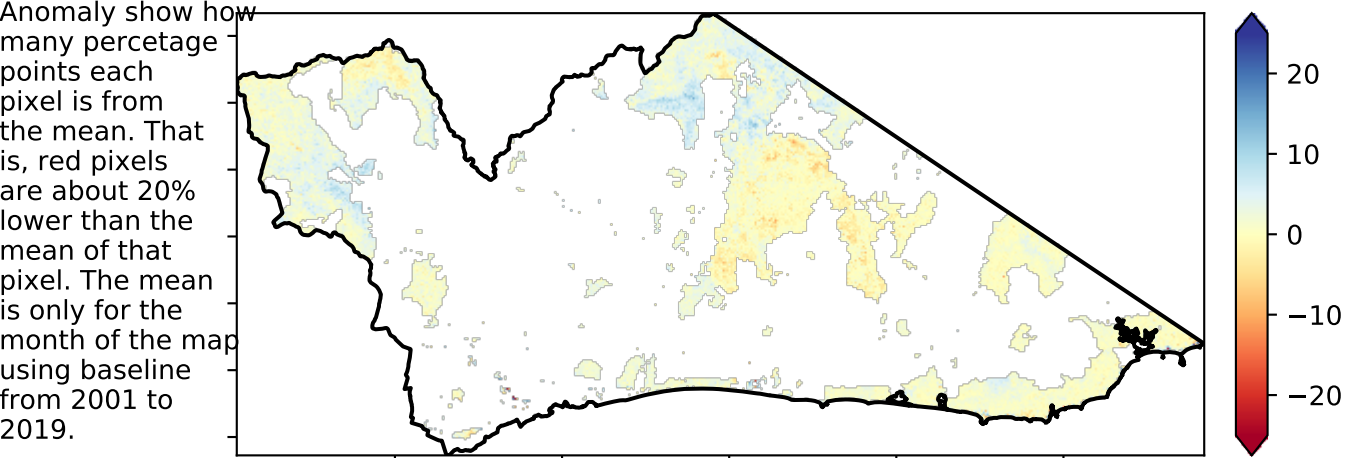 Anomaly show how
many percetage
points each
pixel is from
the mean. That
is, red pixels
are about 20%
lower than the
mean of that
pixel. The mean
is only for the
month of the map
using baseline
from 2001 to
2019.
20
10
0
−10
−20